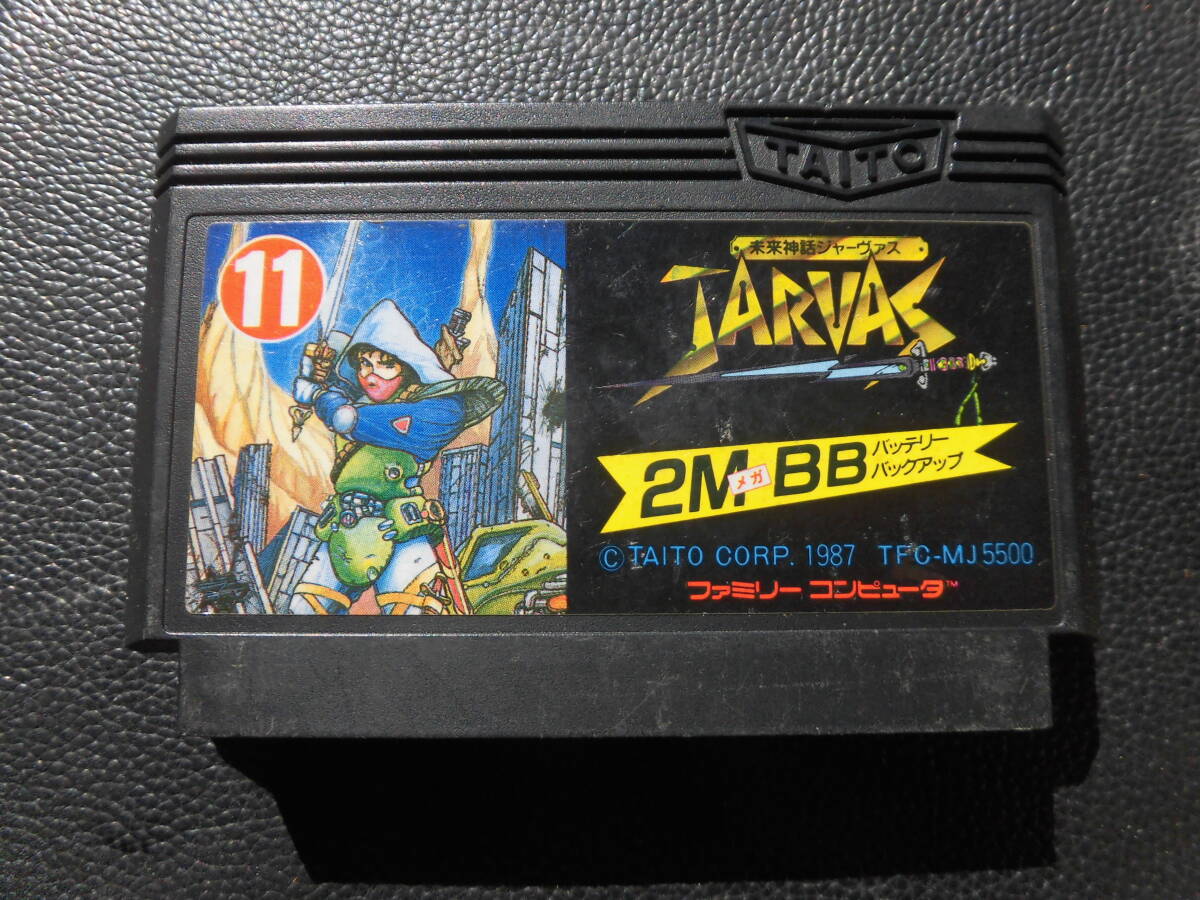 TAITO
11
未来神話ジャーヴァス
JARVAS
2M メガ BB バッテリー
バックアップ
© TAITO CORP. 1987 TFC-MJ5500
ファミリー コンピュータ™